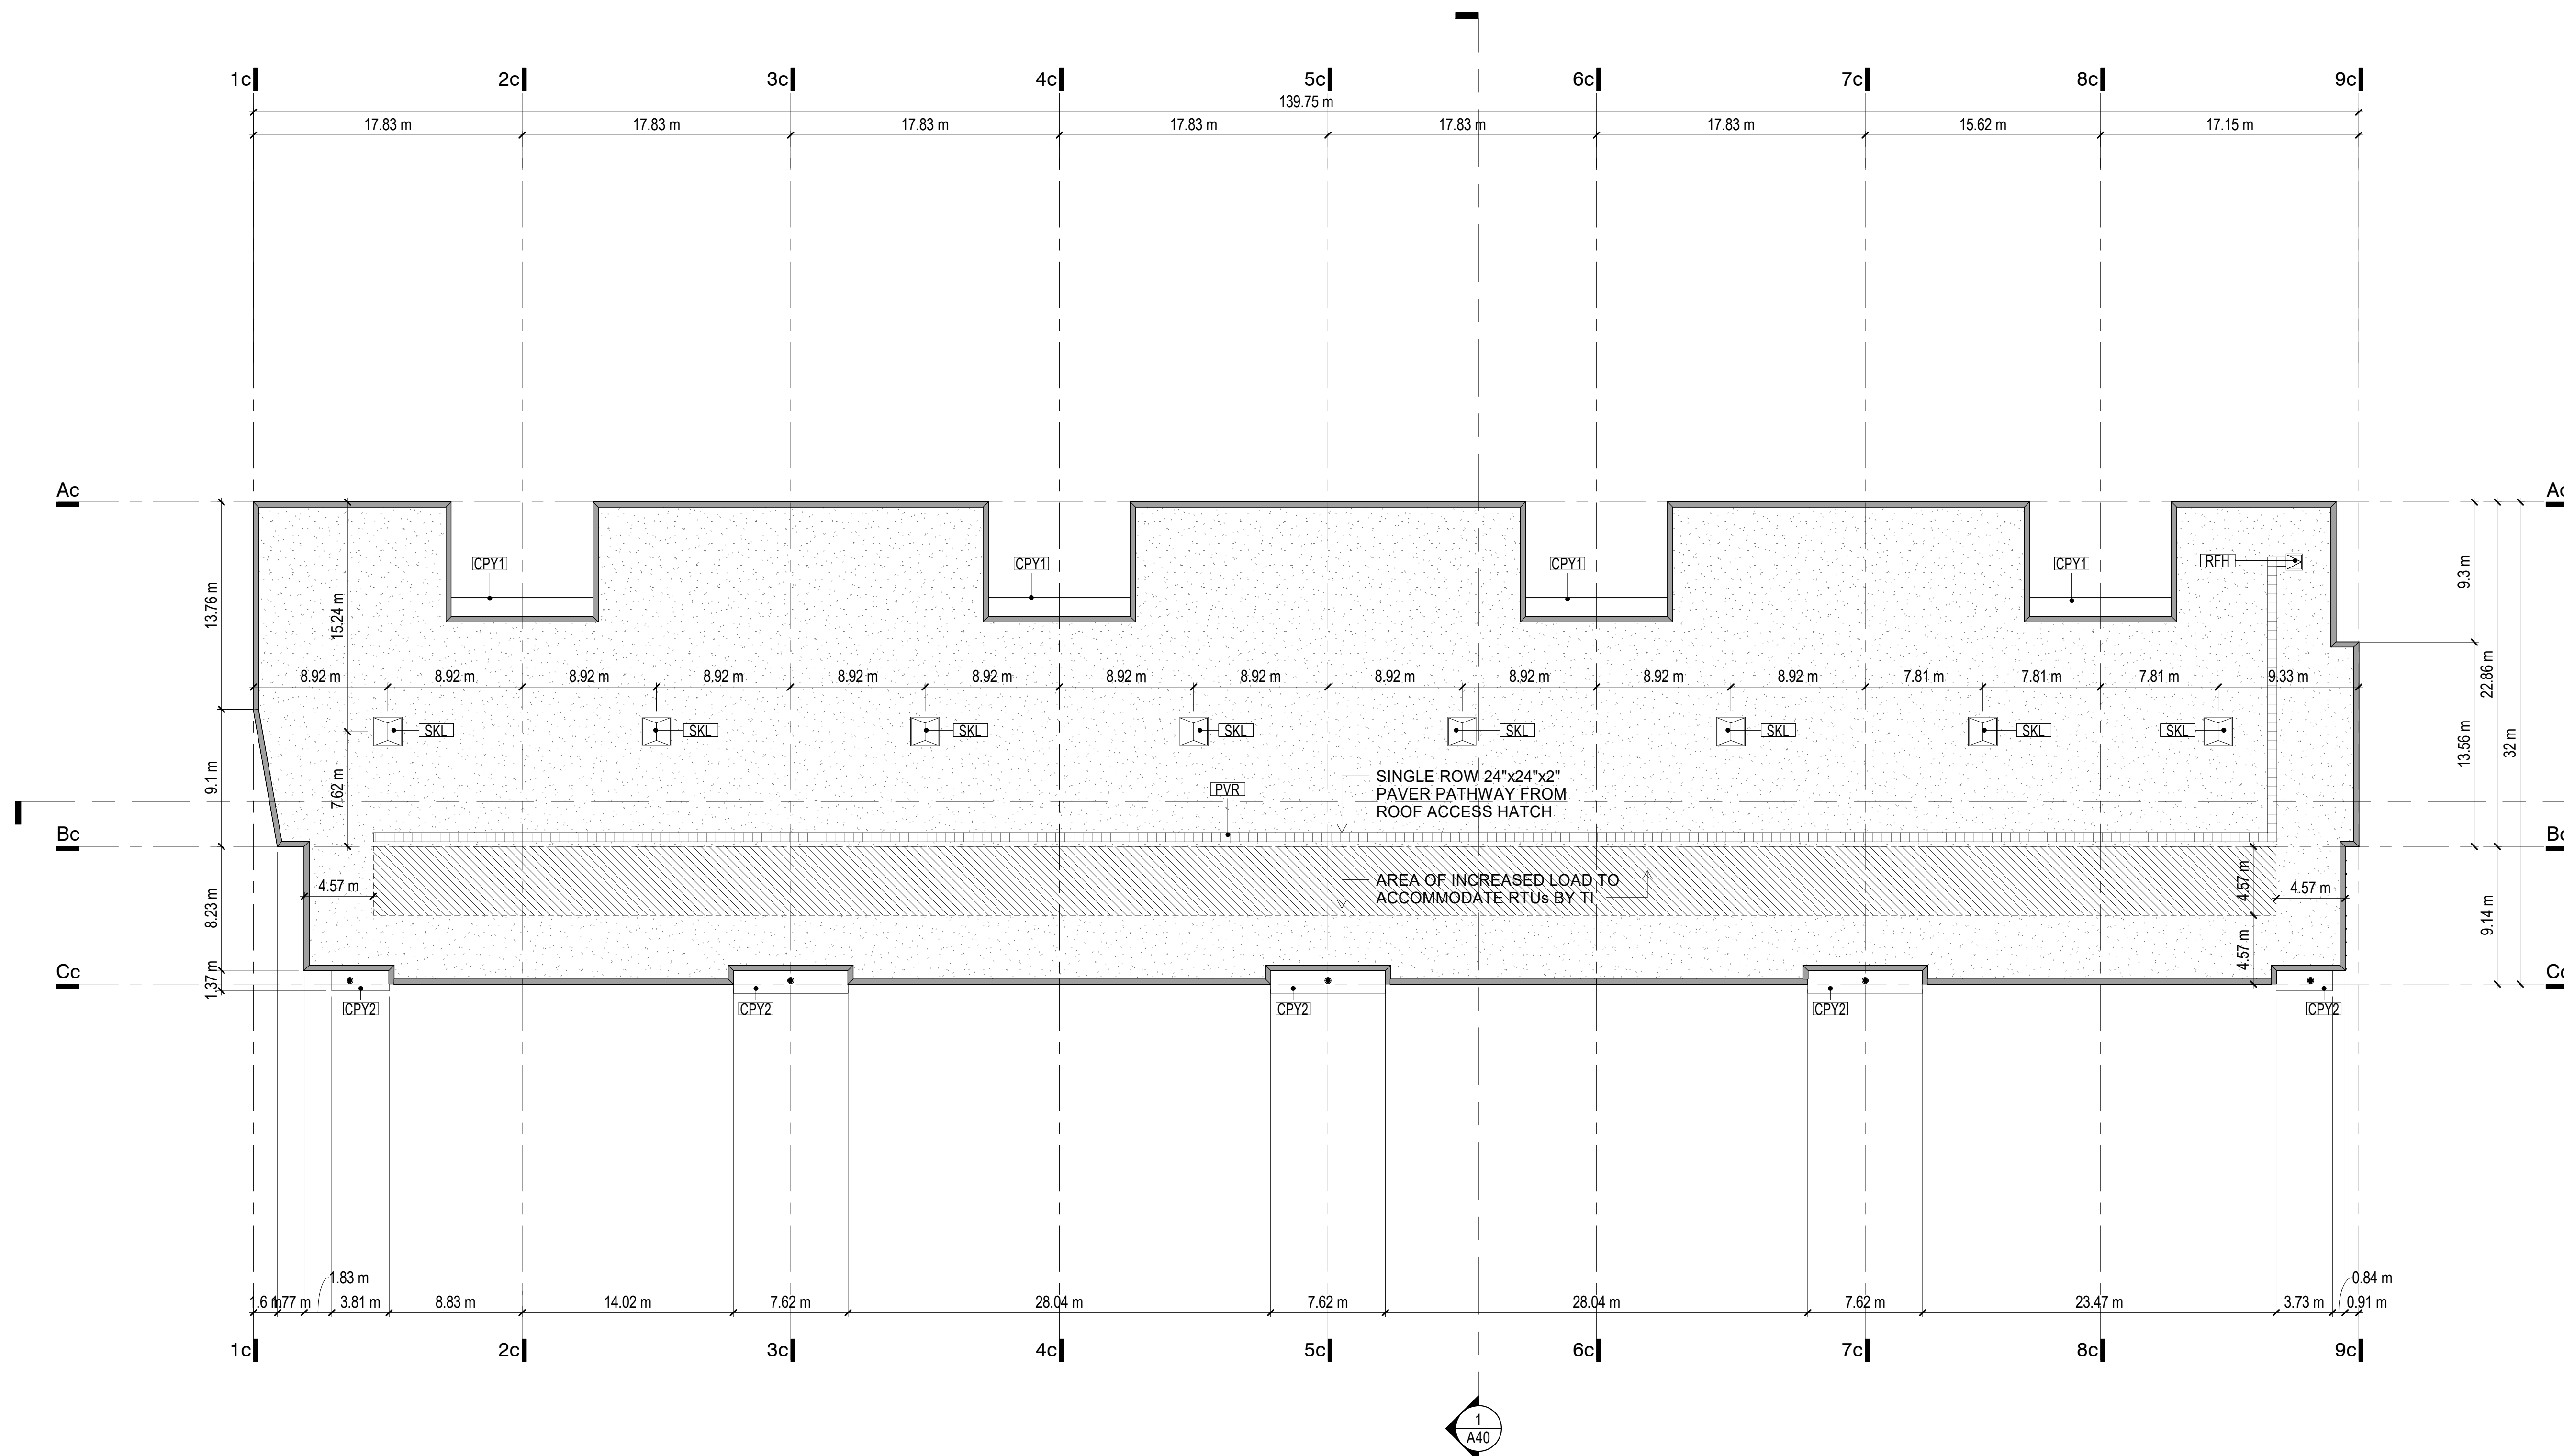 1c 2c 3c 4c 5c 6c 7c 8c 9c
139.75 m
17.83 m 17.83 m 17.83 m 17.83 m 17.83 m 17.83 m 15.62 m 17.15 m
Ac Ac
CPY1 CPY1 CPY1 CPY1 RFH
13.76 m 15.24 m 9.3 m 22.86 m
8.92 m 8.92 m 8.92 m 8.92 m 8.92 m 8.92 m 8.92 m 8.92 m 8.92 m 8.92 m 8.92 m 8.92 m 7.81 m 7.81 m 7.81 m 9.33 m
SKL SKL SKL SKL SKL SKL SKL SKL
9.1 m 7.62 m 13.56 m 32 m
PVR
SINGLE ROW 24"x24"x2"
PAVER PATHWAY FROM
ROOF ACCESS HATCH
Bc Bc
AREA OF INCREASED LOAD TO
ACCOMMODATE RTUs BY TI
4.57 m 4.57 m 4.57 m
8.23 m 4.57 m 9.14 m
Cc Cc
1.37 m
CPY2 CPY2 CPY2 CPY2 CPY2
1.83 m 0.84 m
1.6 m 1.77 m 3.81 m 8.83 m 14.02 m 7.62 m 28.04 m 7.62 m 28.04 m 7.62 m 23.47 m 3.73 m 0.91 m
1c 2c 3c 4c 5c 6c 7c 8c 9c
1
A40